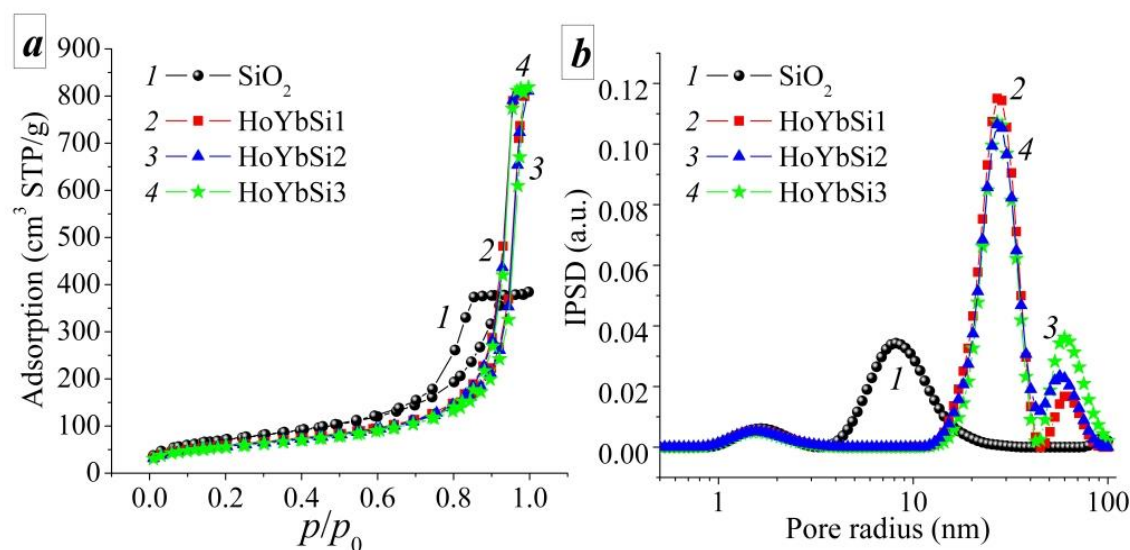 a
900
800
700
600
500
400
300
200
100
0
Adsorption (cm³ STP/g)
1 SiO₂
2 HoYbSi1
3 HoYbSi2
4 HoYbSi3
4
3
2
1
0.0 0.2 0.4 0.6 0.8 1.0
p/p₀
b
0.12
0.10
0.08
0.06
0.04
0.02
0.00
IPSD (a.u.)
1 SiO₂
2 HoYbSi1
3 HoYbSi2
4 HoYbSi3
2
4
3
1
1 10 100
Pore radius (nm)